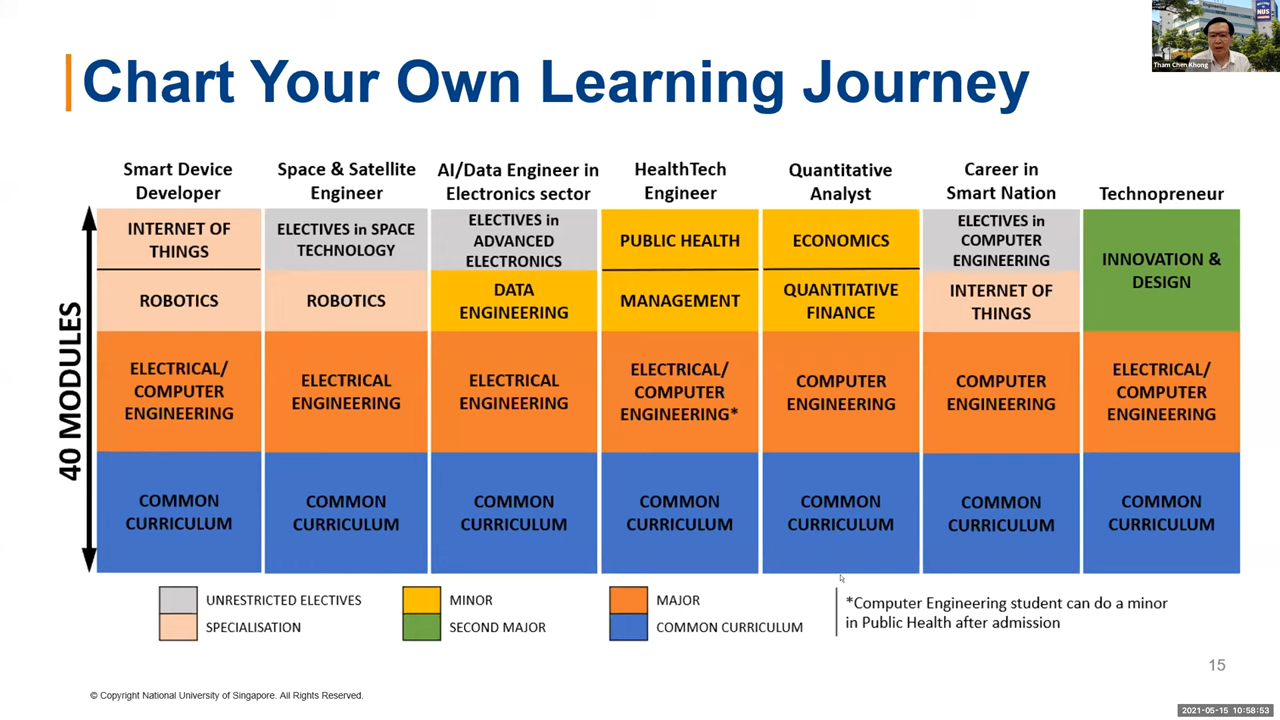 Chart Your Own Learning Journey
Engineering
NUS
Tham Chen Khong
Smart Device
Developer
Space & Satellite
Engineer
AI/Data Engineer in
Electronics sector
HealthTech
Engineer
Quantitative
Analyst
Career in
Smart Nation
Technopreneur
40 MODULES
INTERNET OF
THINGS
ROBOTICS
ELECTRICAL/
COMPUTER
ENGINEERING
COMMON
CURRICULUM
ELECTIVES in SPACE
TECHNOLOGY
ROBOTICS
ELECTRICAL
ENGINEERING
COMMON
CURRICULUM
ELECTIVES in
ADVANCED
ELECTRONICS
DATA
ENGINEERING
ELECTRICAL
ENGINEERING
COMMON
CURRICULUM
PUBLIC HEALTH
MANAGEMENT
ELECTRICAL/
COMPUTER
ENGINEERING*
COMMON
CURRICULUM
ECONOMICS
QUANTITATIVE
FINANCE
COMPUTER
ENGINEERING
COMMON
CURRICULUM
ELECTIVES in
COMPUTER
ENGINEERING
INTERNET OF
THINGS
COMPUTER
ENGINEERING
COMMON
CURRICULUM
INNOVATION &
DESIGN
ELECTRICAL/
COMPUTER
ENGINEERING
COMMON
CURRICULUM
UNRESTRICTED ELECTIVES
SPECIALISATION
MINOR
SECOND MAJOR
MAJOR
COMMON CURRICULUM
*Computer Engineering student can do a minor
in Public Health after admission
15
© Copyright National University of Singapore. All Rights Reserved.
2021-05-15 10:58:53